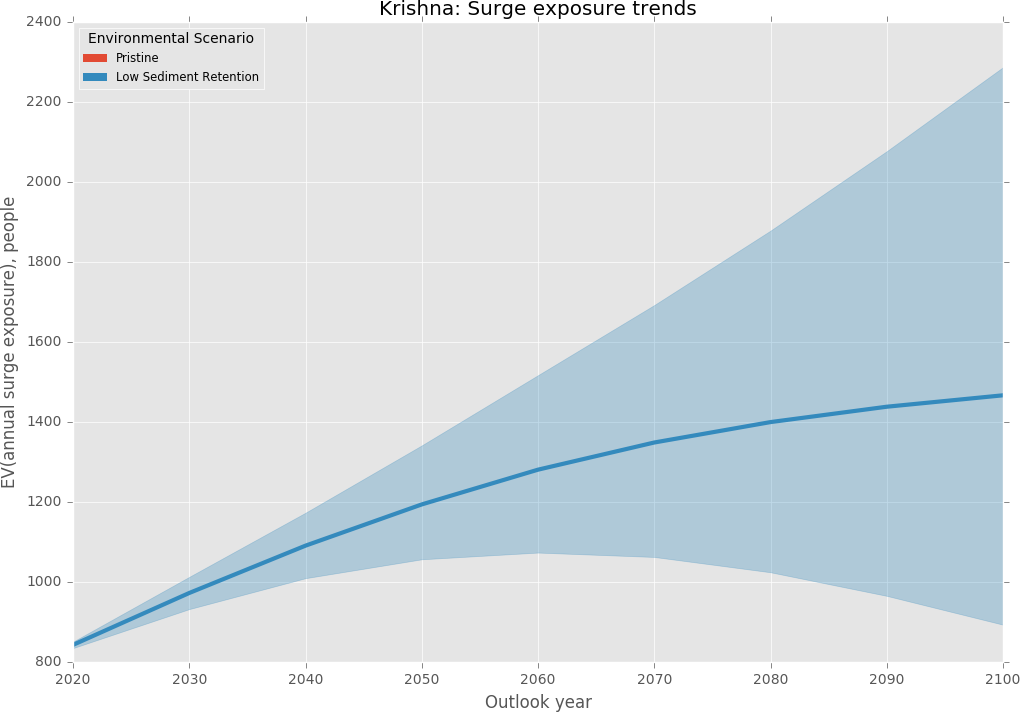 Krishna: Surge exposure trends
Environmental Scenario
Pristine
Low Sediment Retention
EV(annual surge exposure), people
2400
2200
2000
1800
1600
1400
1200
1000
800
2020 2030 2040 2050 2060 2070 2080 2090 2100
Outlook year